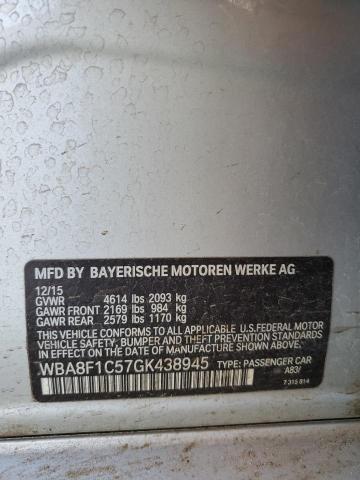 MFD BY BAYERISCHE MOTOREN WERKE AG
12/15
GVWR 4614 lbs 2093 kg
GAWR FRONT 2169 lbs 984 kg
GAWR REAR 2579 lbs 1170 kg
THIS VEHICLE CONFORMS TO ALL APPLICABLE U.S.FEDERAL MOTOR
VEHICLE SAFETY, BUMPER, AND THEFT PREVENTION STANDARDS
IN EFFECT ON THE DATE OF MANUFACTURE SHOWN ABOVE.
WBA8F1C57GK438945 TYPE: PASSENGER CAR
A83/
7 315 814